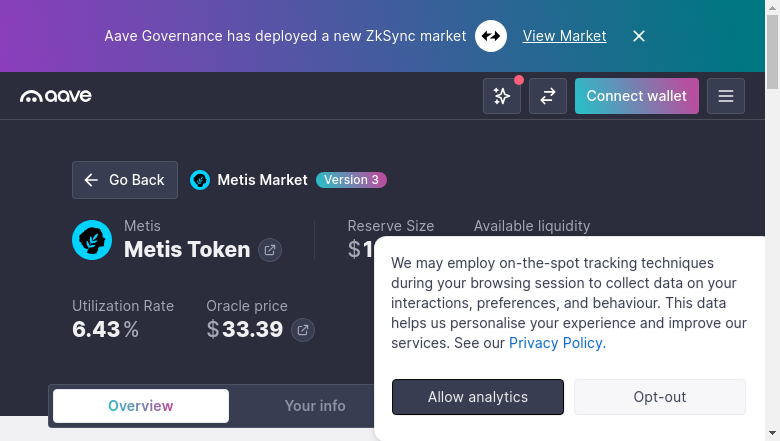 Aave Governance has deployed a new ZkSync market View Market
aave
Connect wallet
Go Back
Metis Market Version 3
Metis
Metis Token
Reserve Size
$
Available liquidity
Utilization Rate
6.43%
Oracle price
$33.39
We may employ on-the-spot tracking techniques
during your browsing session to collect data on your
interactions, preferences, and behaviour. This data
helps us personalise your experience and improve our
services. See our Privacy Policy.
Allow analytics
Opt-out
Overview
Your info